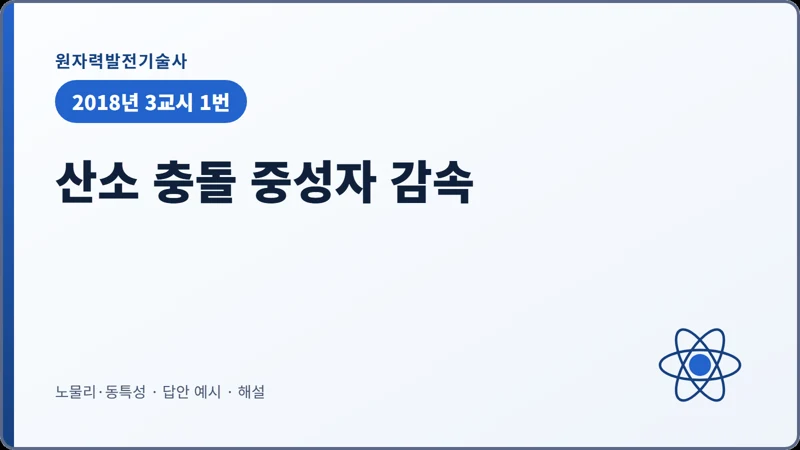 원자력발전기술사
2018년 3교시 1번
산소 충돌 중성자 감속
노물리·동특성 · 답안 예시 · 해설